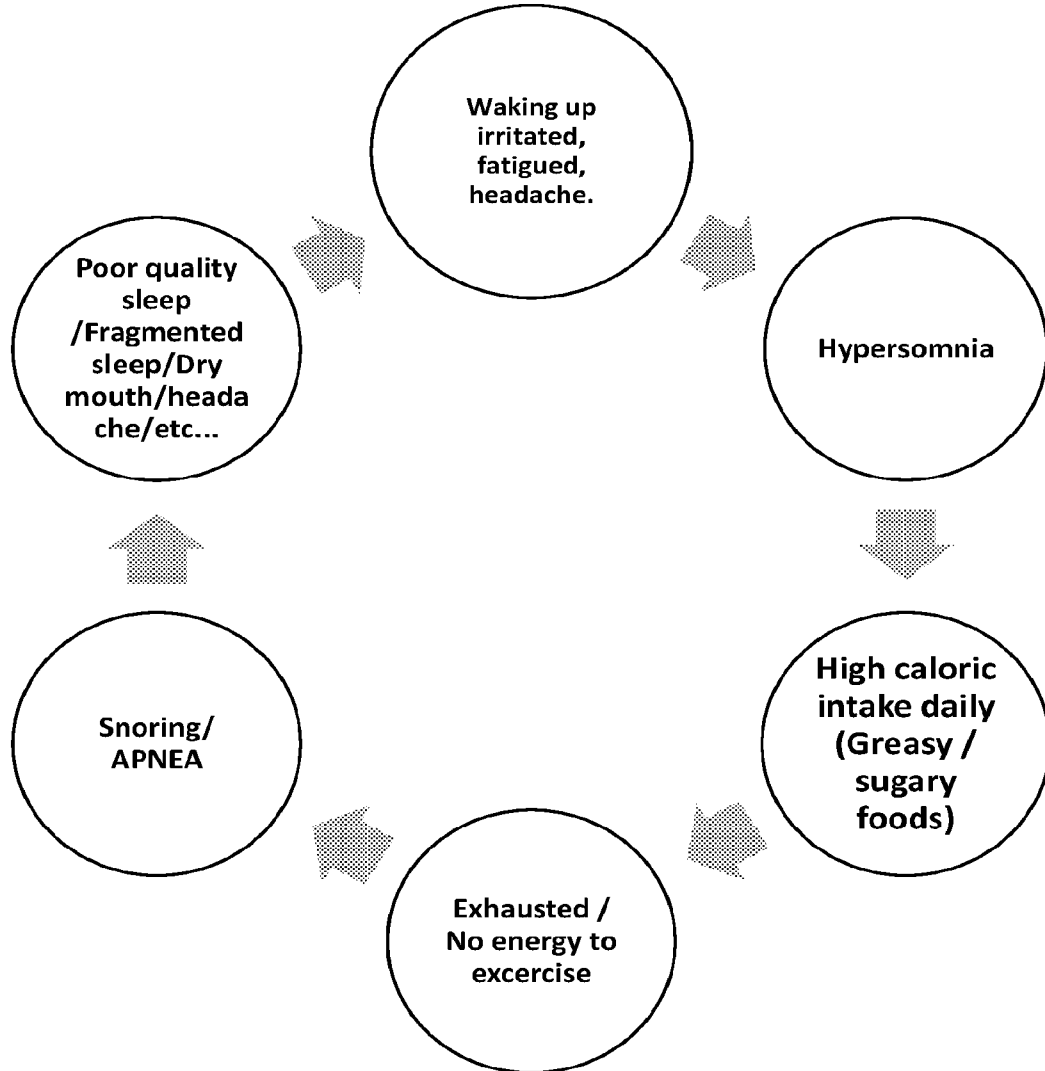 Waking up
irritated,
fatigued,
headache.
Hypersomnia
High caloric
intake daily
(Greasy /
sugary
foods)
Exhausted /
No energy to
excercise
Snoring/
APNEA
Poor quality
sleep
/Fragmented
sleep/Dry
mouth/heada
che/etc...